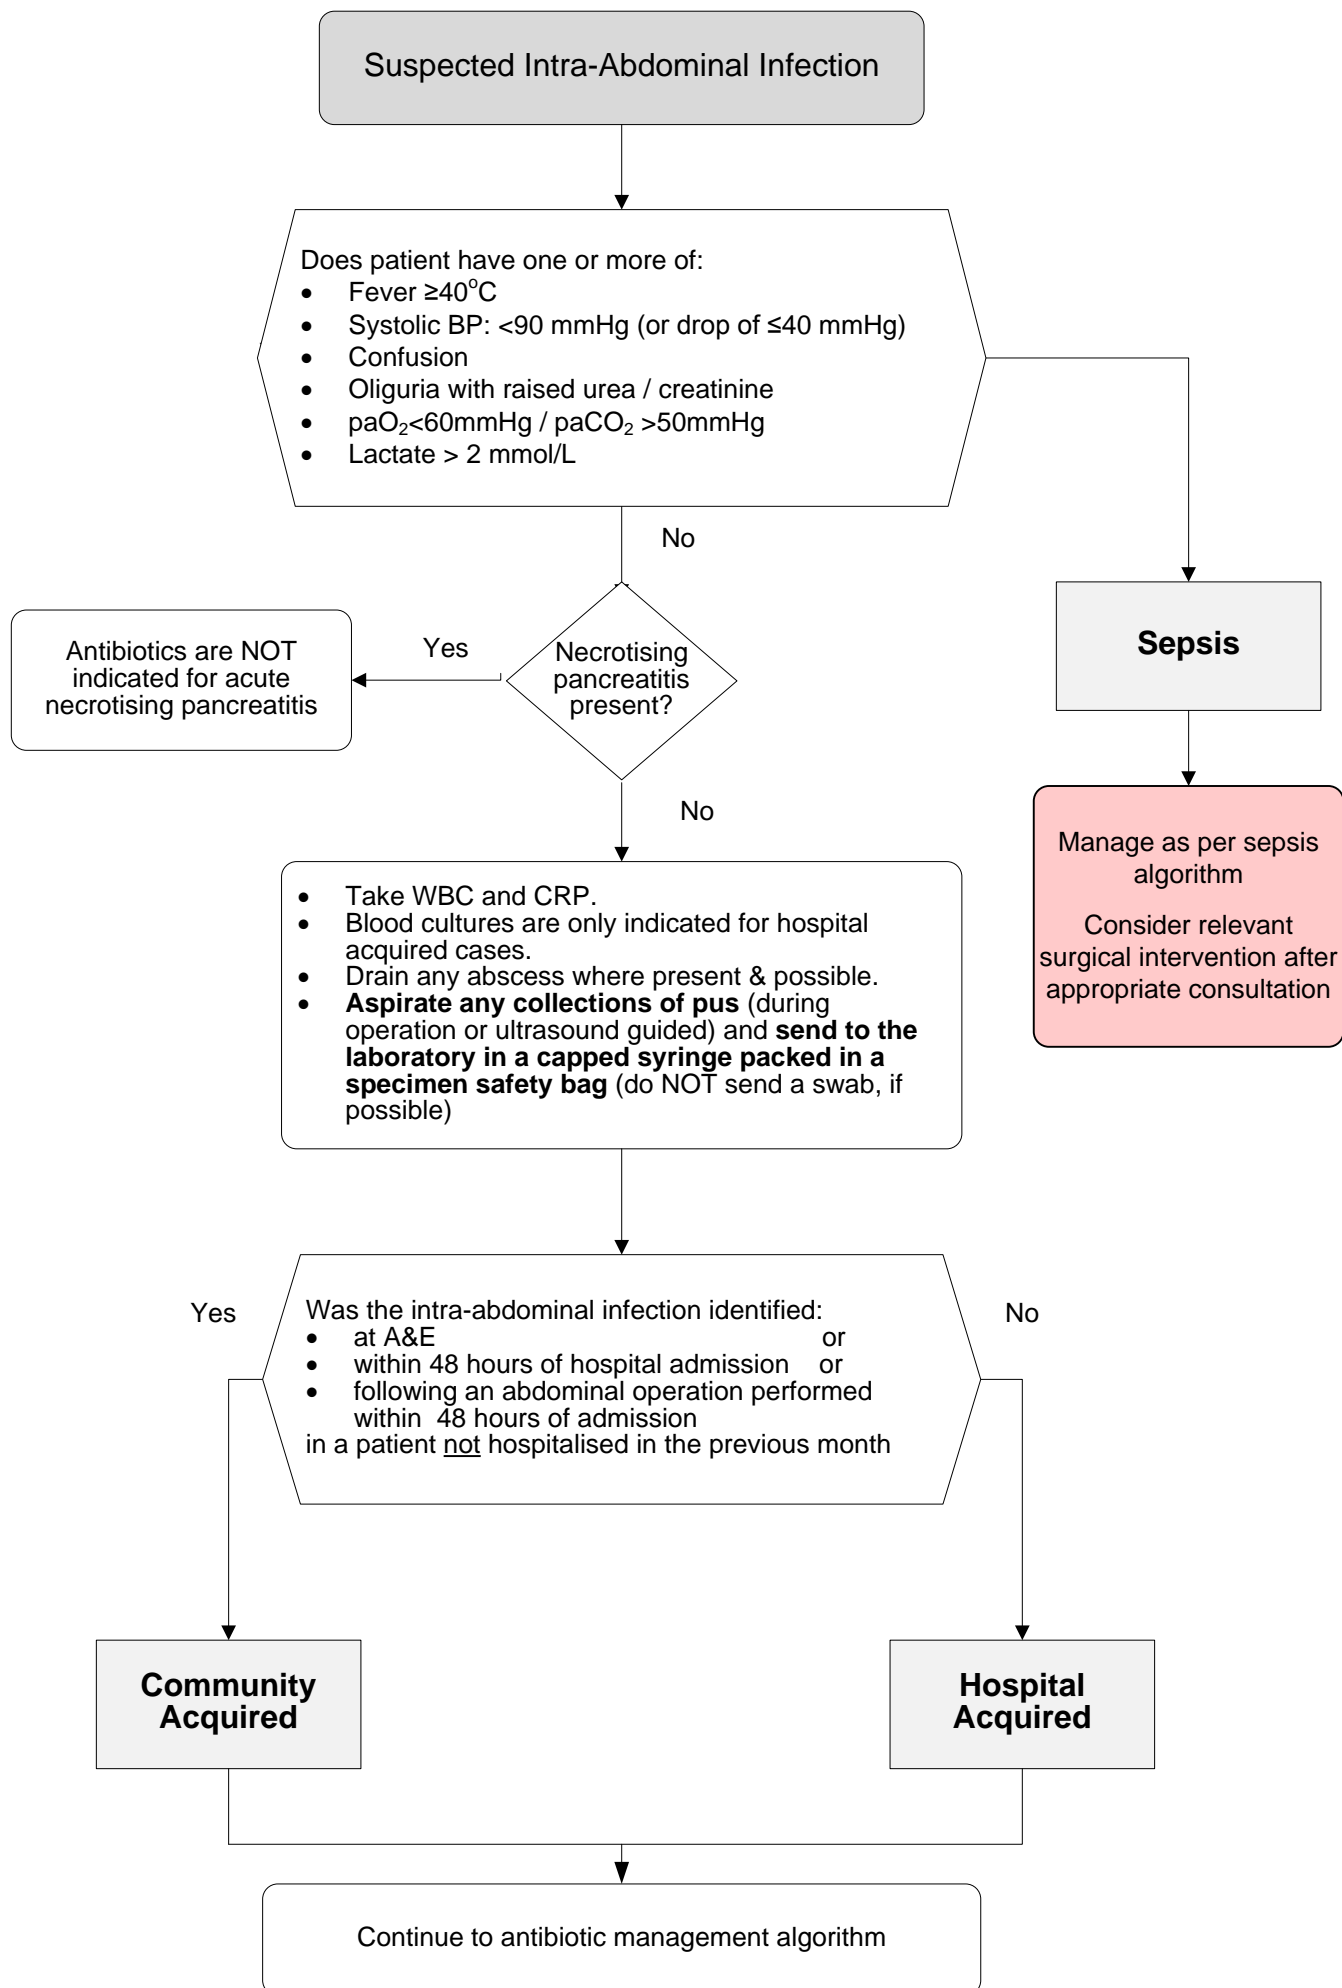 Suspected Intra-Abdominal Infection
Does patient have one or more of:
• Fever ≥40°C
• Systolic BP: <90 mmHg (or drop of ≤40 mmHg)
• Confusion
• Oliguria with raised urea / creatinine
• paO₂<60mmHg / paCO₂ >50mmHg
• Lactate > 2 mmol/L
No
Sepsis
Manage as per sepsis
algorithm
Consider relevant
surgical intervention after
appropriate consultation
Necrotising
pancreatitis
present?
Yes
Antibiotics are NOT
indicated for acute
necrotising pancreatitis
No
• Take WBC and CRP.
• Blood cultures are only indicated for hospital
acquired cases.
• Drain any abscess where present & possible.
• Aspirate any collections of pus (during
operation or ultrasound guided) and send to the
laboratory in a capped syringe packed in a
specimen safety bag (do NOT send a swab, if
possible)
Was the intra-abdominal infection identified:
• at A&E or
• within 48 hours of hospital admission or
• following an abdominal operation performed
within 48 hours of admission
in a patient not hospitalised in the previous month
Yes
No
Community
Acquired
Hospital
Acquired
Continue to antibiotic management algorithm